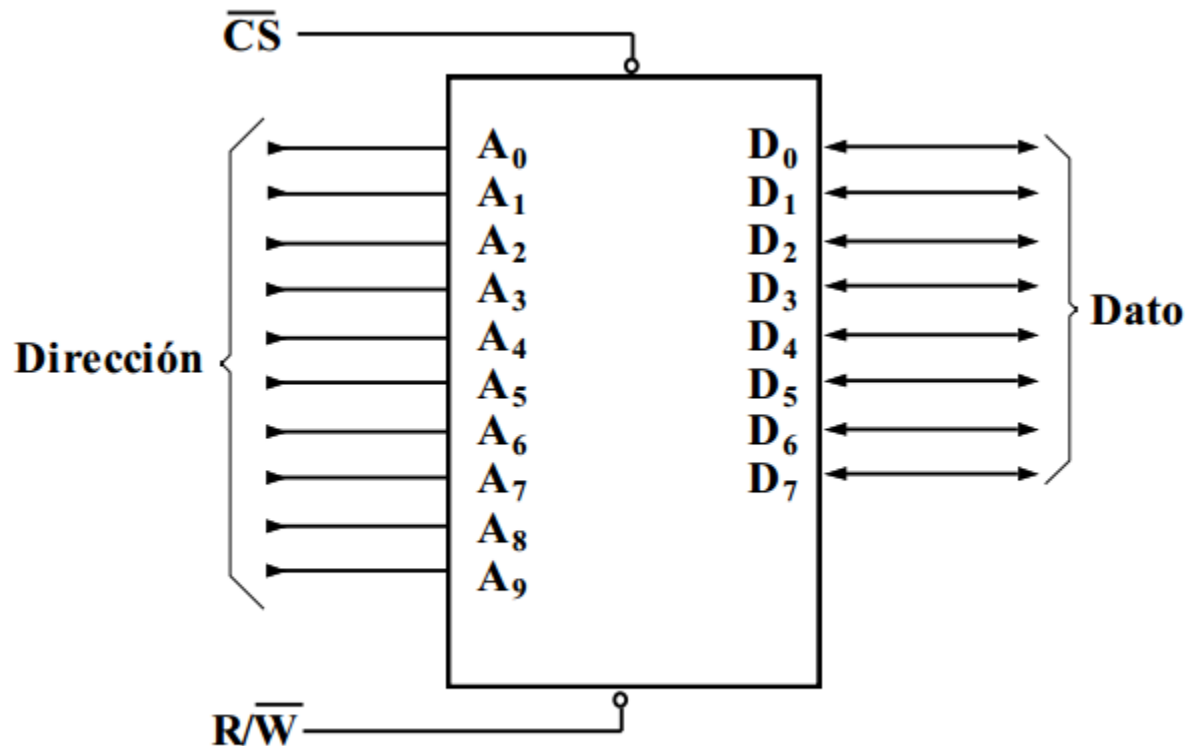 C̅S̅
A₀ D₀
A₁ D₁
A₂ D₂
A₃ D₃
A₄ D₄
Dirección
Dato
A₅ D₅
A₆ D₆
A₇ D₇
A₈
A₉
R/W̅